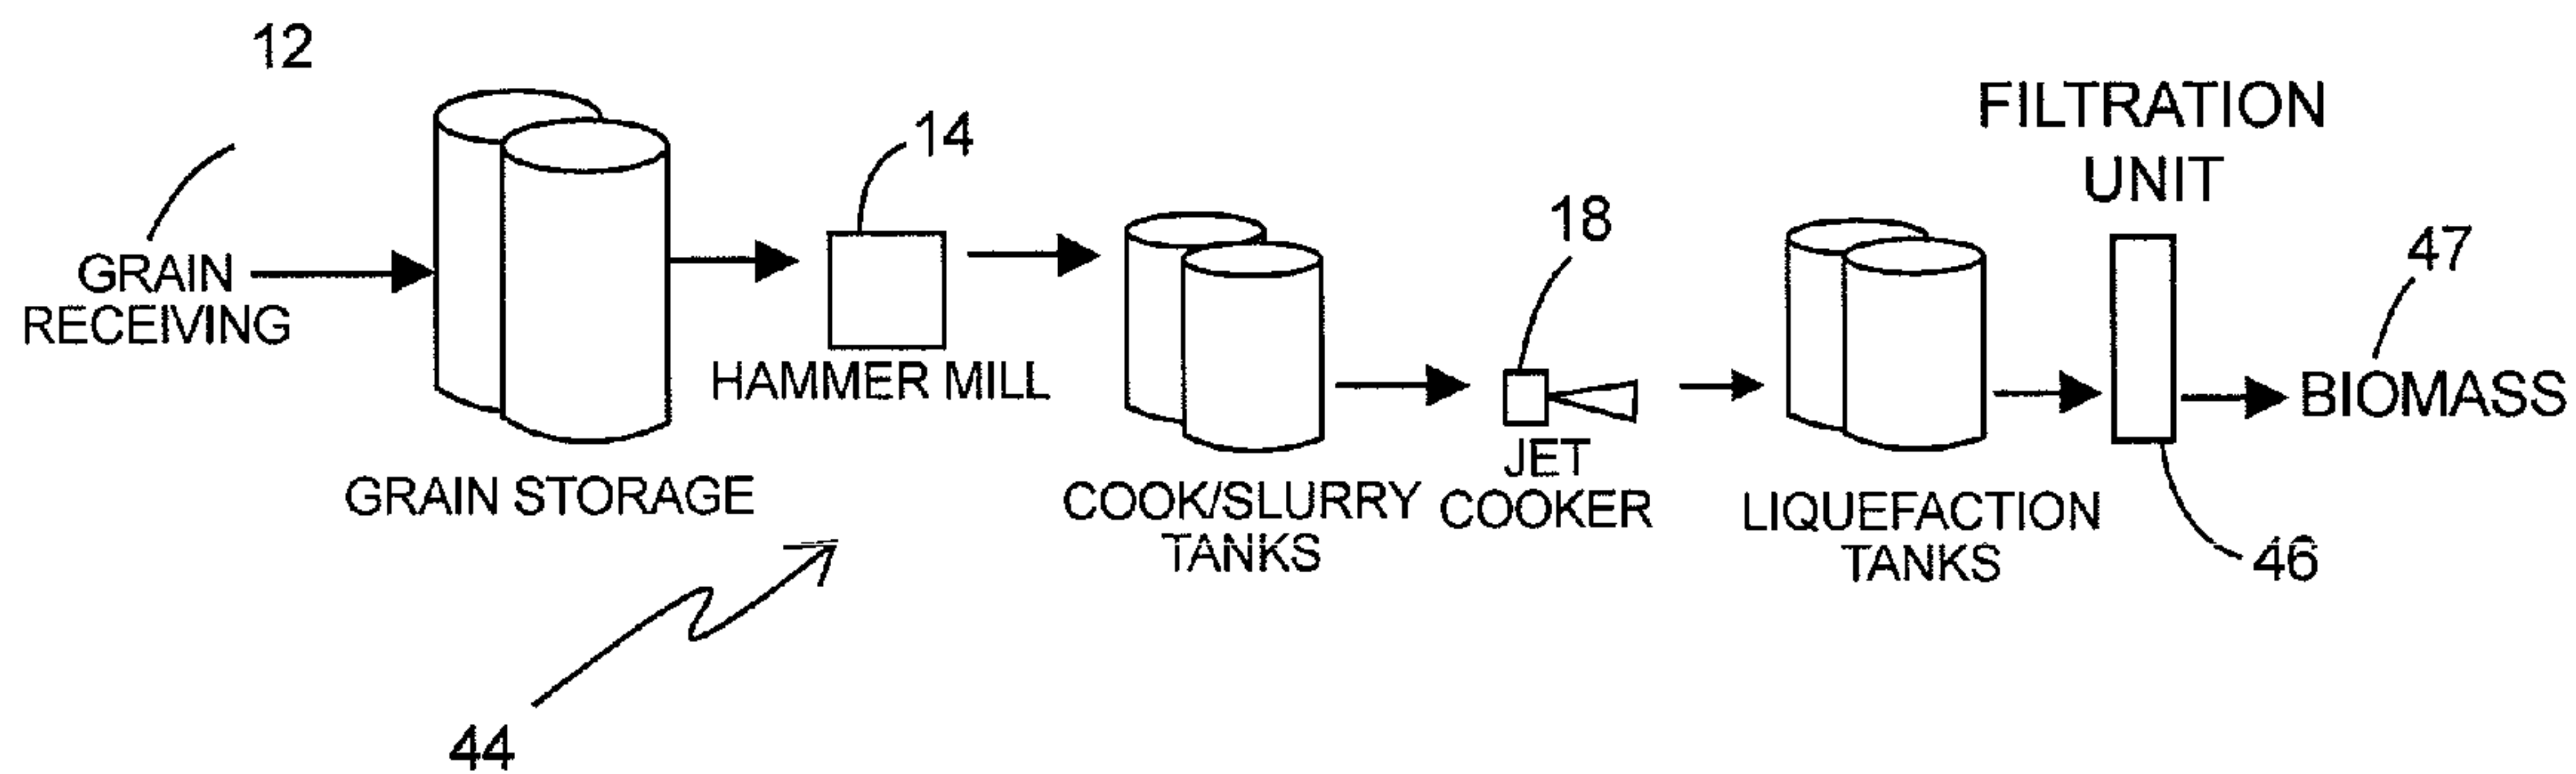 12
GRAIN
RECEIVING
GRAIN STORAGE
14
HAMMER MILL
COOK/SLURRY
TANKS
18
JET
COOKER
LIQUEFACTION
TANKS
FILTRATION
UNIT
46
47
BIOMASS
44